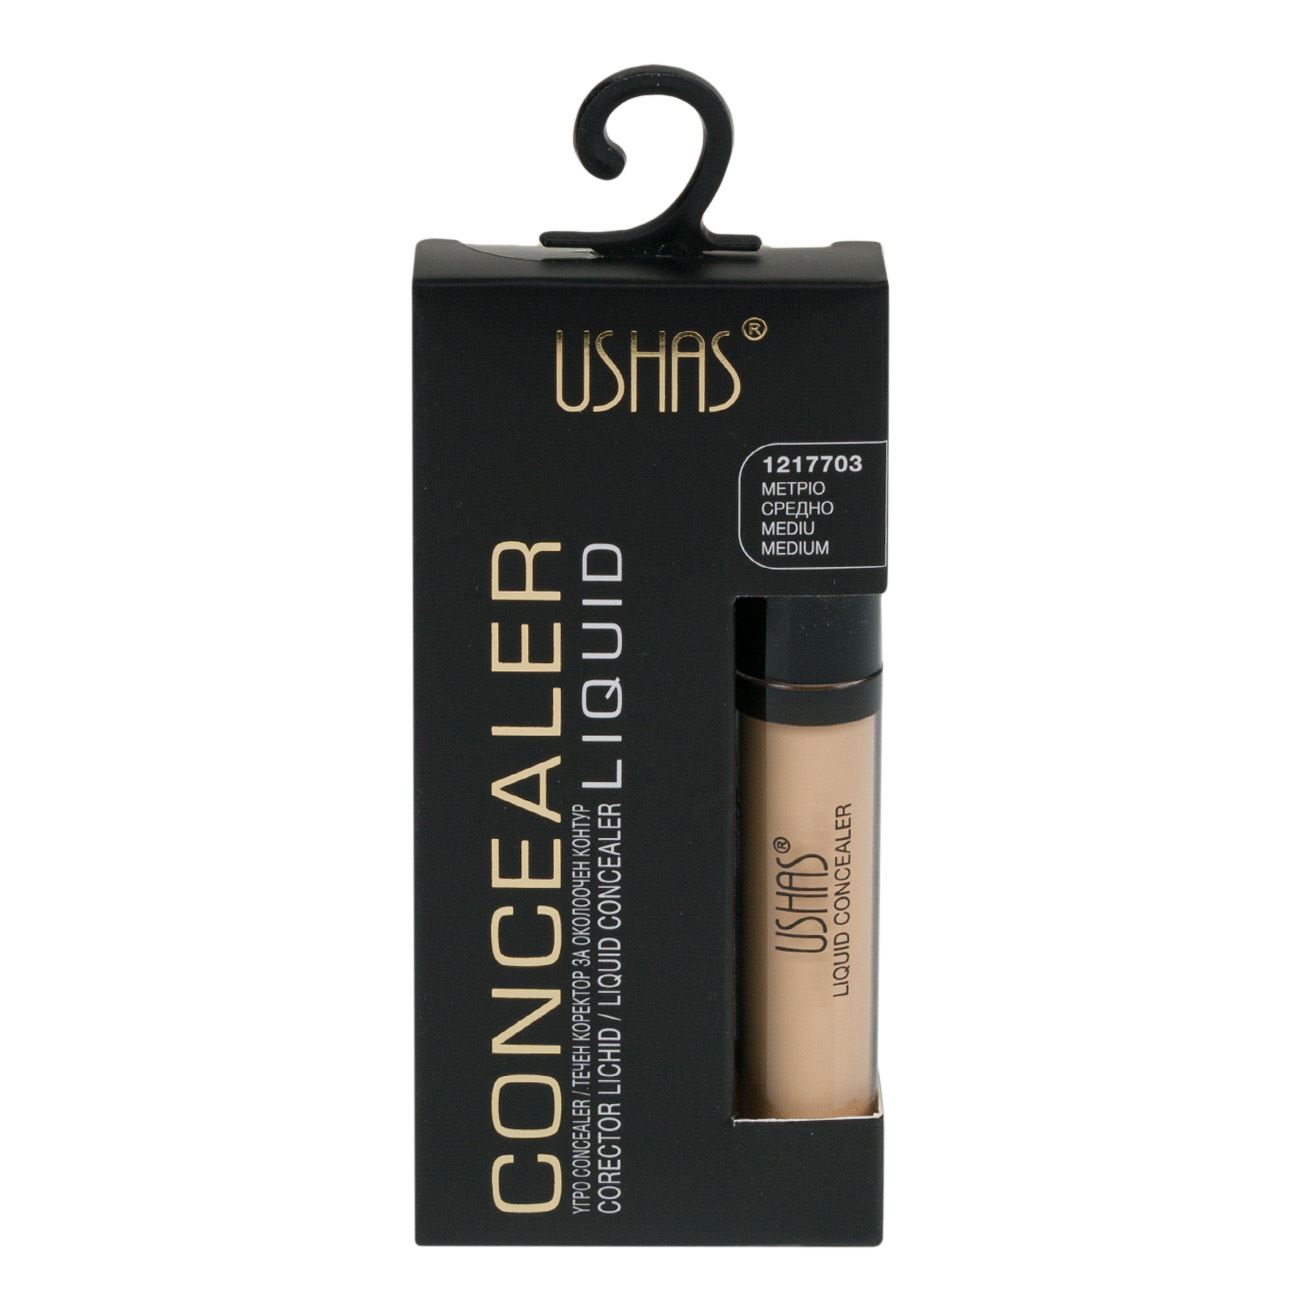 USHAS®
1217703
ΜΕΤΡΙΟ
СРЕДНО
MEDIU
MEDIUM
CONCEALER
LIQUID
ΥΓΡΟ CONCEALER / ТЕЧЕН КОРЕКТОР ЗА ОКОЛООЧЕН КОНТУР
CORECTOR LICHID / LIQUID CONCEALER
USHAS®
LIQUID CONCEALER